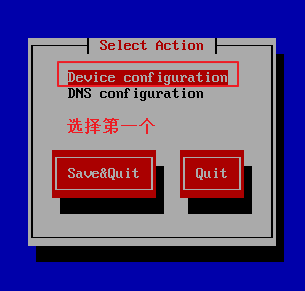 Select Action
Device configuration
DNS configuration
选择第一个
Save&Quit
Quit